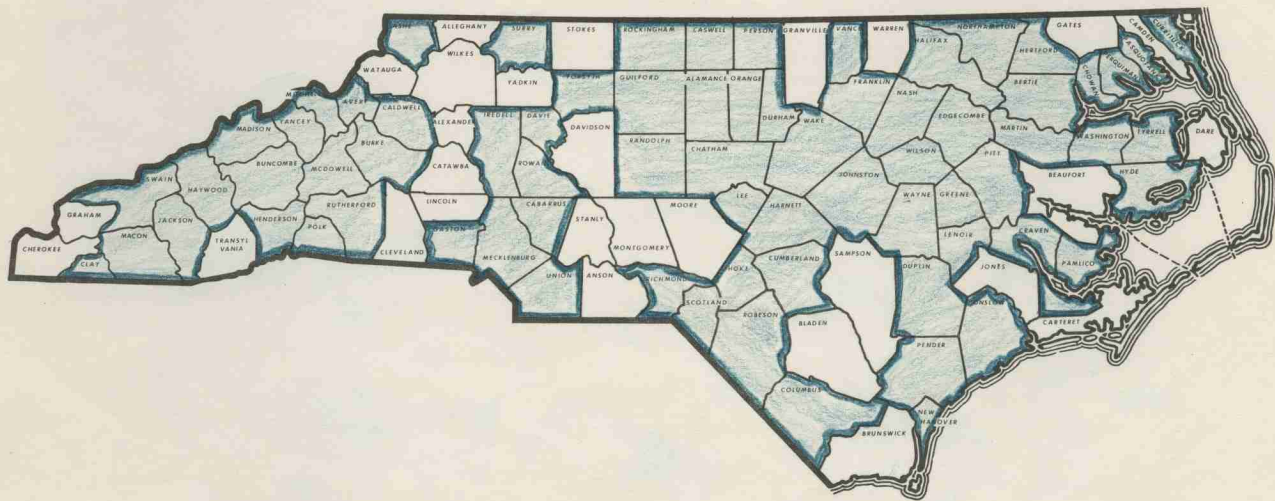 ASHE
ALLEGHANY
SURRY
STOKES
ROCKINGHAM
CASWELL
PERSON
GRANVILLE
VANCE
WARREN
NORTHAMPTON
GATES
CAMDEN
CURRITUCK
WILKES
HALIFAX
HERTFORD
WATAUGA
YADKIN
FORSYTH
GUILFORD
ALAMANCE
ORANGE
FRANKLIN
BERTIE
CHOWAN
AVERY
CALDWELL
ALEXANDER
IREDELL
DAVIE
DAVIDSON
DURHAM
WAKE
NASH
EDGECOMBE
MARTIN
WASHINGTON
TYRRELL
DARE
MADISON
YANCEY
BURKE
CATAWBA
ROWAN
RANDOLPH
CHATHAM
WILSON
PITT
BEAUFORT
HYDE
BUNCOMBE
MCDOWELL
SWAIN
HAYWOOD
LINCOLN
CABARRUS
STANLY
MOORE
LEE
HARNETT
JOHNSTON
WAYNE
GREENE
GRAHAM
JACKSON
HENDERSON
RUTHERFORD
POLK
CLEVELAND
GASTON
MECKLENBURG
MONTGOMERY
LENOIR
CRAVEN
PAMLICO
CHEROKEE
MACON
CLAY
TRANSYL
VANIA
UNION
ANSON
RICHMOND
HOKE
CUMBERLAND
SAMPSON
DUPLIN
JONES
ONSLOW
CARTERET
SCOTLAND
ROBESON
BLADEN
PENDER
COLUMBUS
NEW
HANOVER
BRUNSWICK